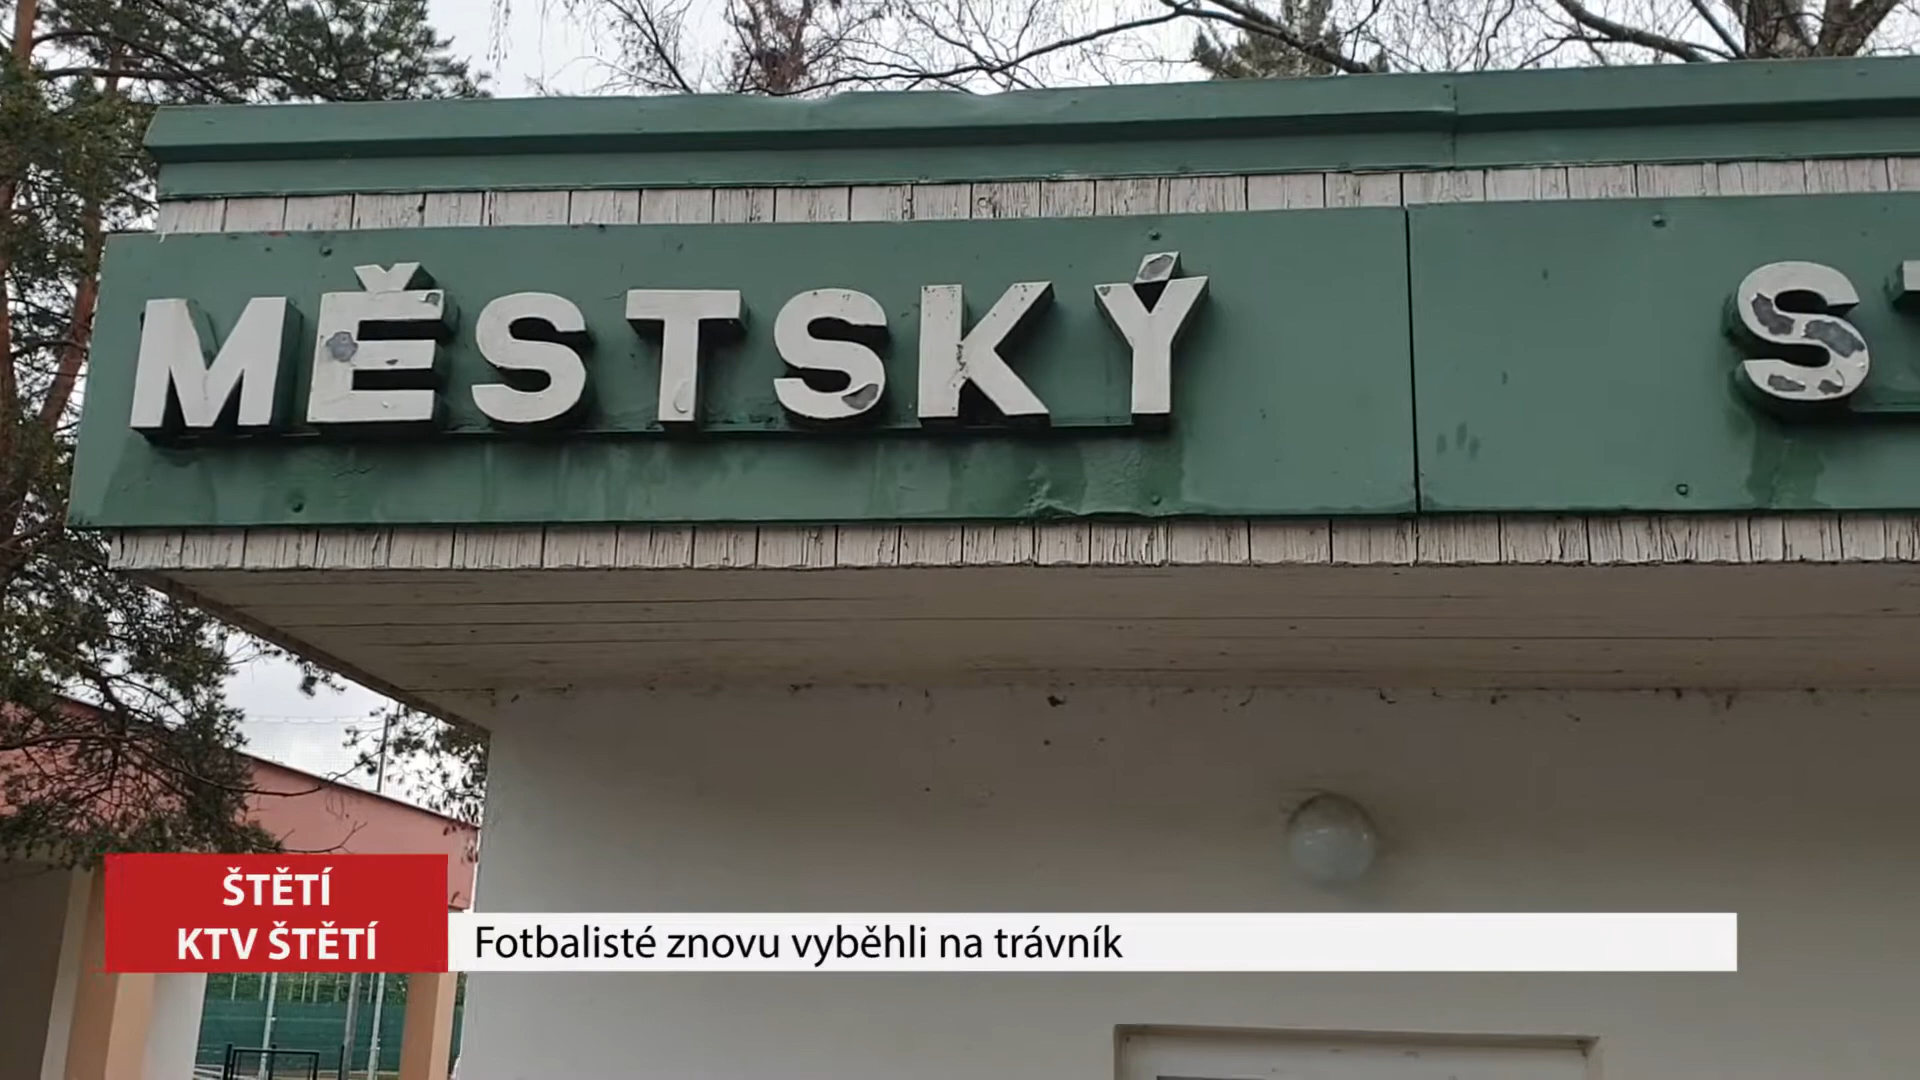 MĚSTSKÝ S
ŠTĚTÍ
KTV ŠTĚTÍ
Fotbalisté znovu vyběhli na trávník